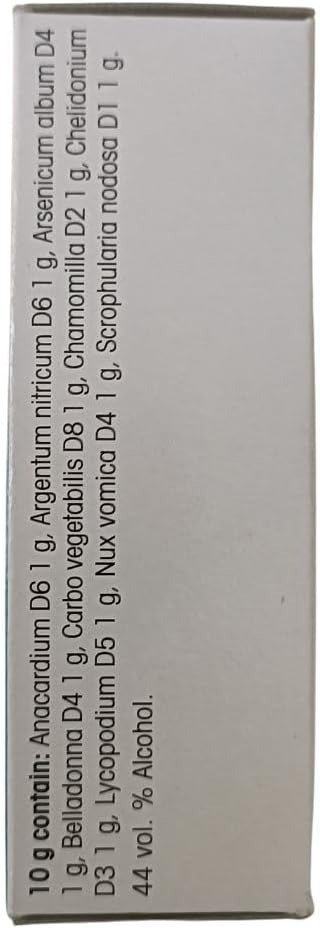 10 g contain: Anacardium D6 1 g, Argentum nitricum D6 1 g, Arsenicum album D4
1 g, Belladonna D4 1 g, Carbo vegetabilis D8 1 g, Chamomilla D2 1 g, Chelidonium
D3 1 g, Lycopodium D5 1 g, Nux vomica D4 1 g, Scrophularia nodosa D1 1 g.
44 vol. % Alcohol.